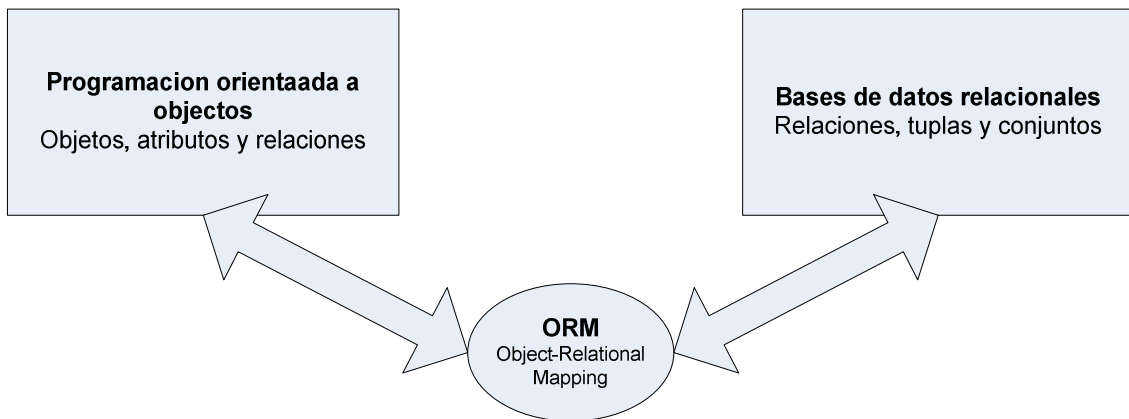 Programacion orientaada a
objectos
Objetos, atributos y relaciones
Bases de datos relacionales
Relaciones, tuplas y conjuntos
ORM
Object-Relational
Mapping